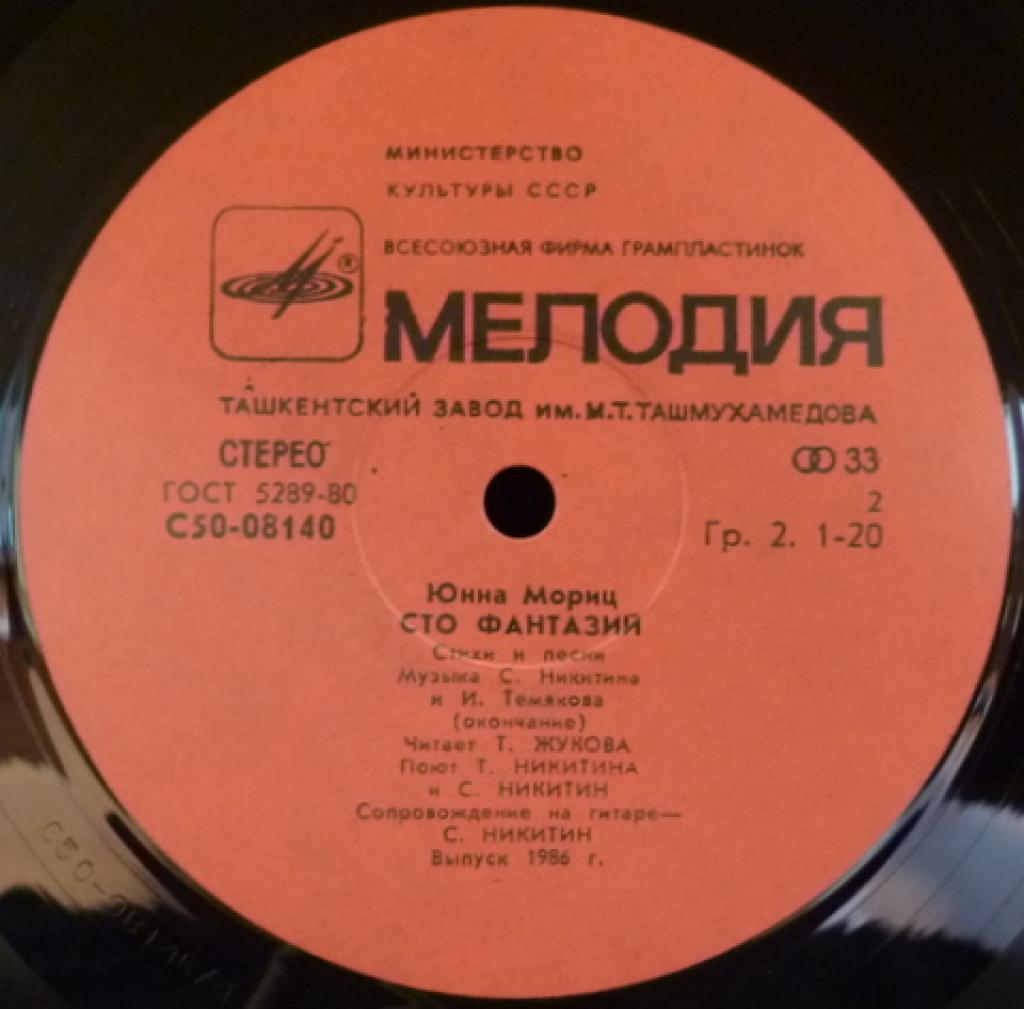 МИНИСТЕРСТВО
КУЛЬТУРЫ СССР
ВСЕСОЮЗНАЯ ФИРМА ГРАМПЛАСТИНОК
®
МЕЛОДИЯ
ТАШКЕНТСКИЙ ЗАВОД ИМ. М.Т. ТАШМУХАМЕДОВА
СТЕРЕО 33
ГОСТ 5289-80 2
С50-08140 Гр. 2. 1-20
Юнна Мориц
СТО ФАНТАЗИЙ
Стихи и песни
Музыка С. Никитина
и И. Темякова
(окончание)
Читает Т. ЖУКОВА
Поют Т. НИКИТИНА
и С. НИКИТИН
Сопровождение на гитаре—
С. НИКИТИН
Выпуск 1986 г.